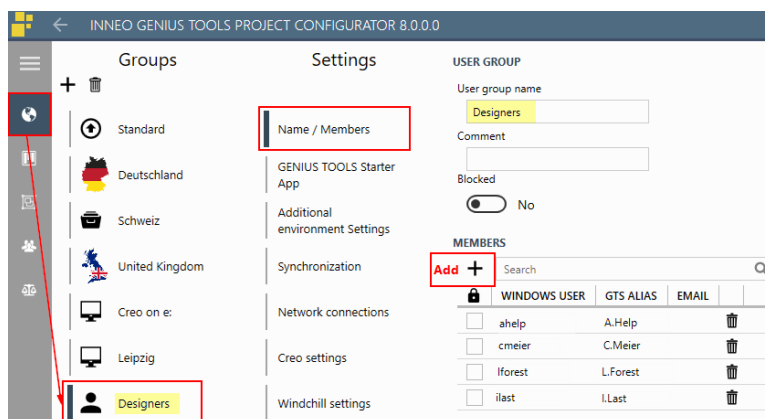 INNEO GENIUS TOOLS PROJECT CONFIGURATOR 8.0.0.0
Groups
Standard
Deutschland
Schweiz
United Kingdom
Creo on e:
Leipzig
Designers
Settings
Name / Members
GENIUS TOOLS Starter
App
Additional
environment Settings
Synchronization
Network connections
Creo settings
Windchill settings
USER GROUP
User group name
Designers
Comment
Blocked
No
MEMBERS
Add
Search
WINDOWS USER GTS ALIAS EMAIL
ahelp A.Help
cmeier C.Meier
lforest L.Forest
ilast I.Last